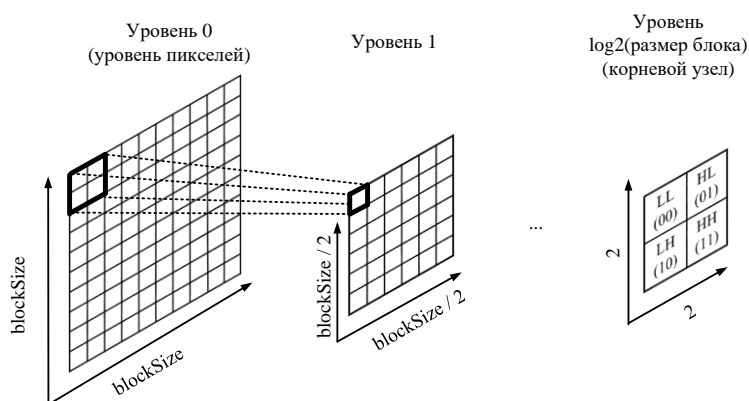 Уровень 0
(уровень пикселей)
Уровень 1
Уровень
log2(размер блока)
(корневой узел)
blockSize
blockSize
blockSize / 2
blockSize / 2
...
2
2
LL
(00)
HL
(01)
LH
(10)
HH
(11)